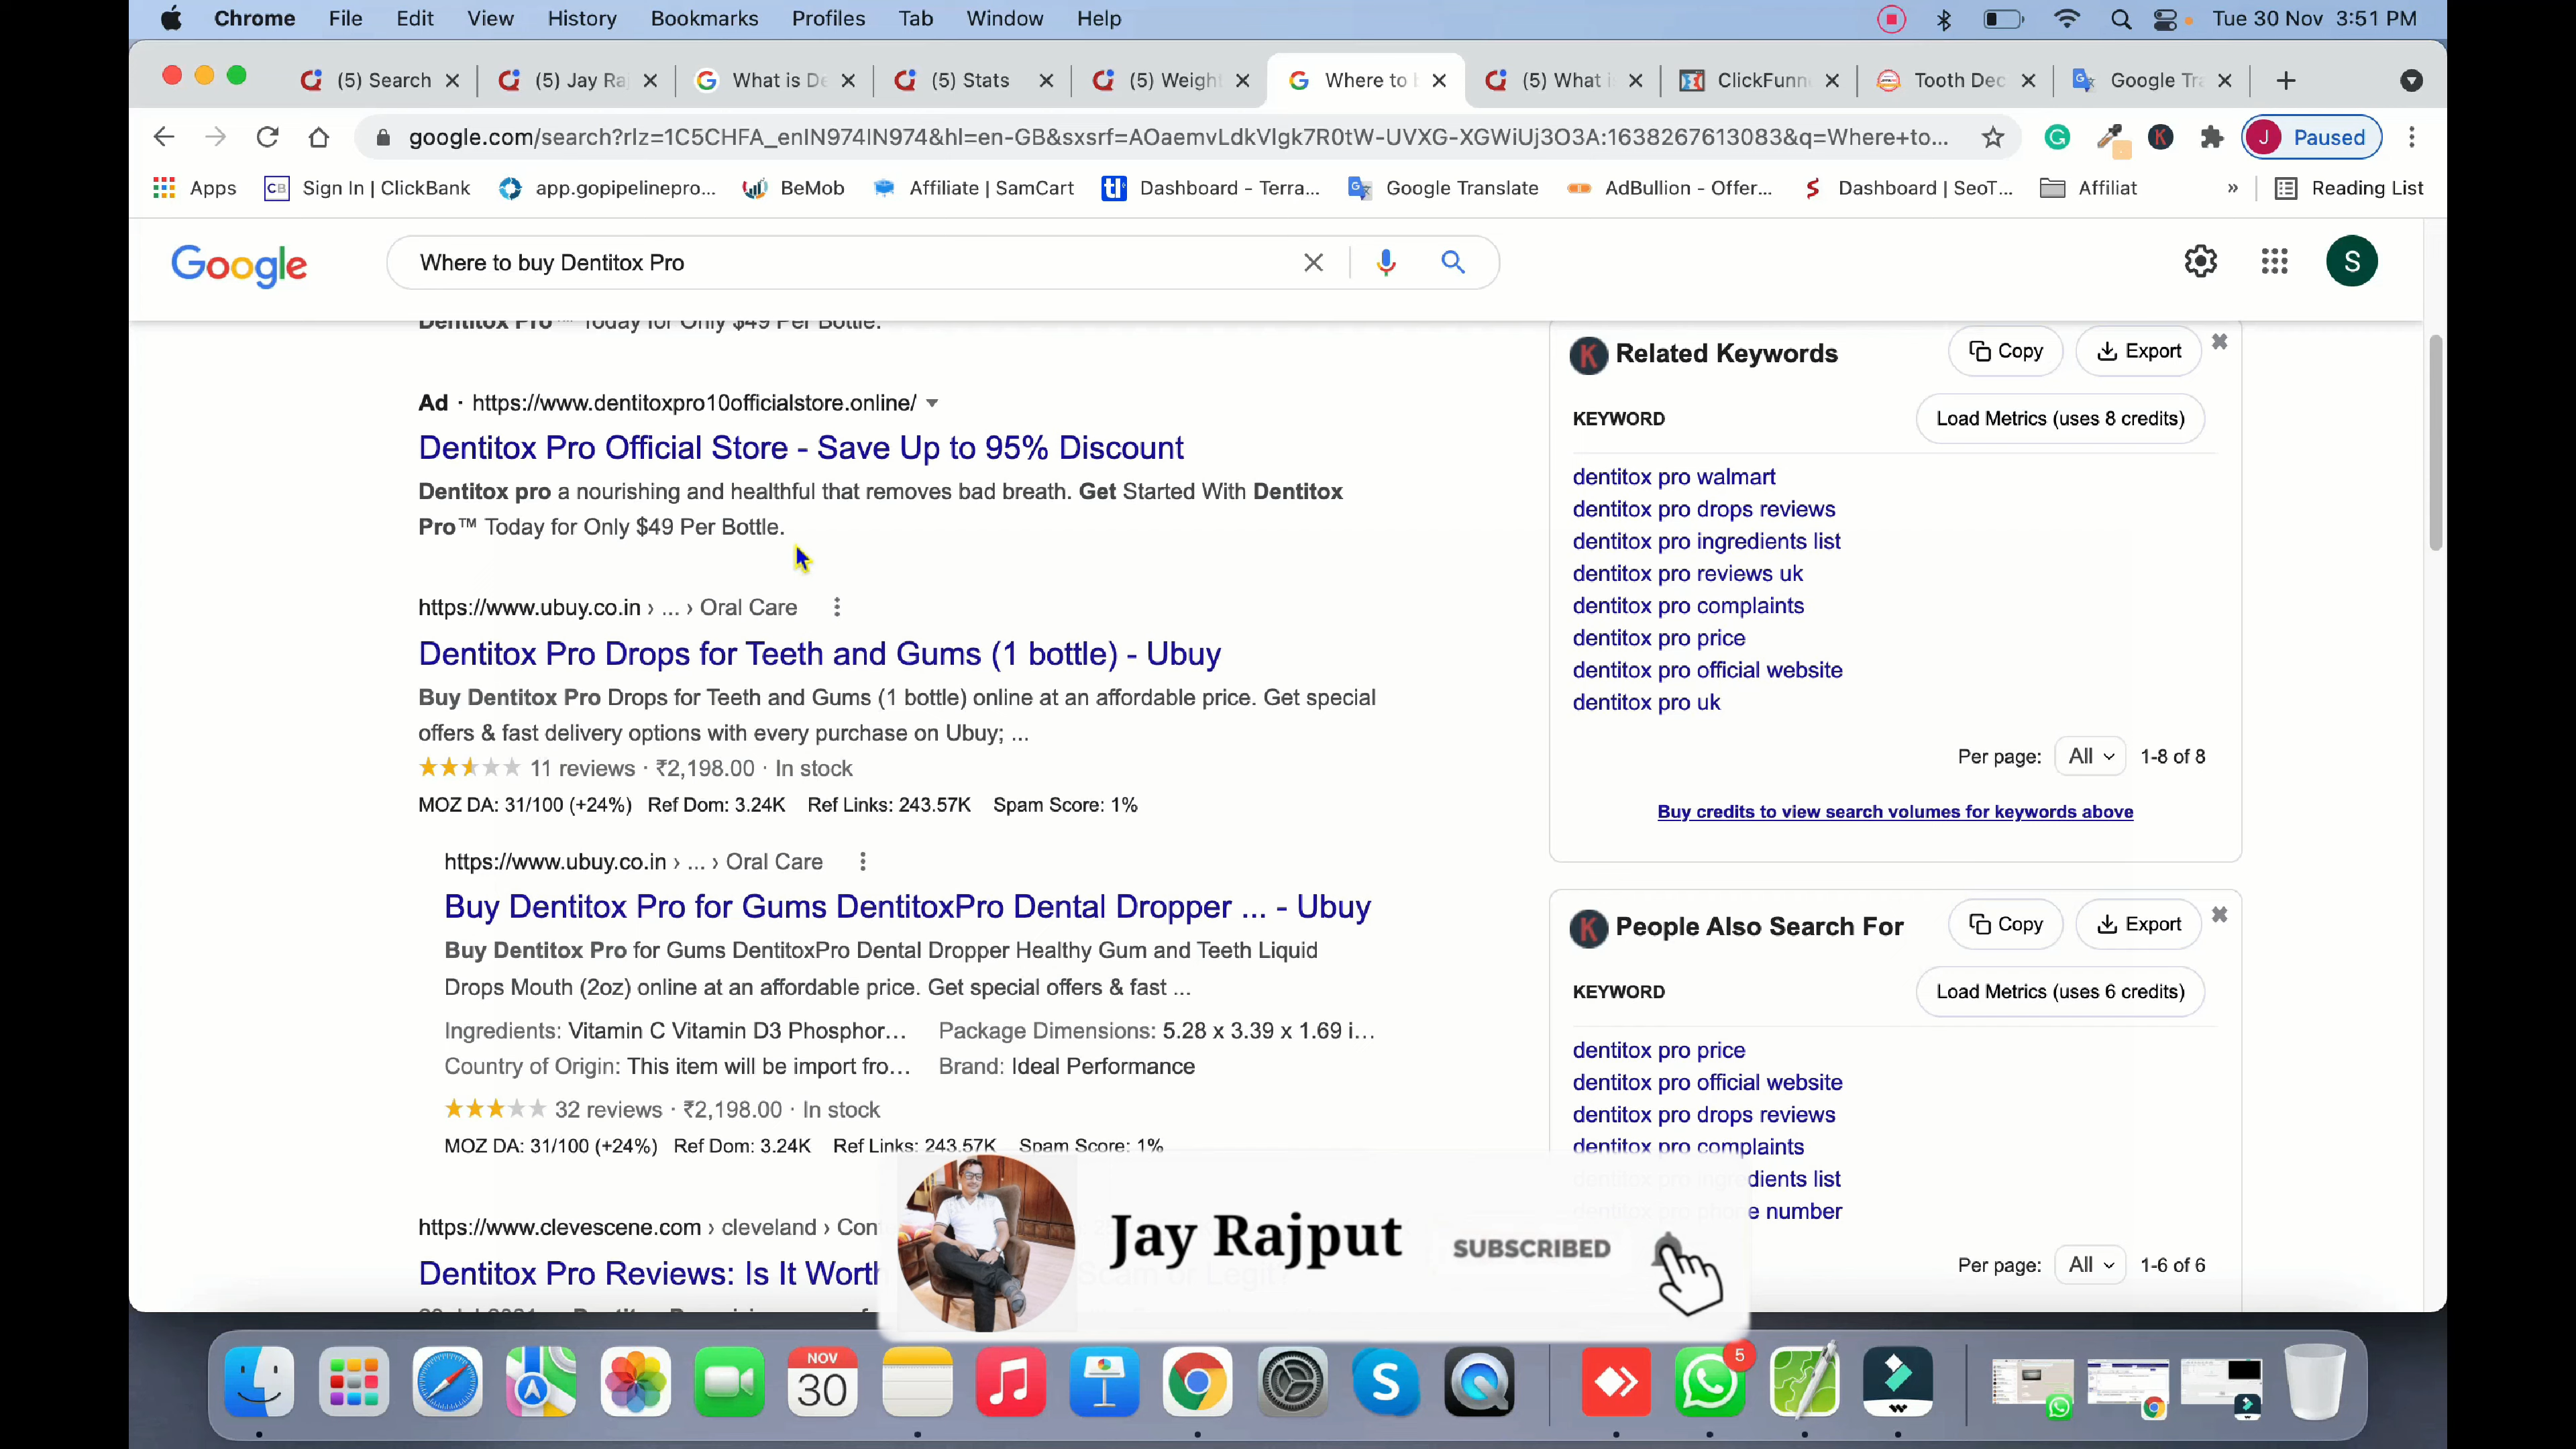 Chrome File Edit View History Bookmarks Profiles Tab Window Help Tue 30 Nov 3:51 PM
(5) Search (5) Jay Ra What is De (5) Stats (5) Weigh Where to b (5) What i ClickFunn Tooth Dec Google Tra
google.com/search?rlz=1C5CHFA_enIN974IN974&hl=en-GB&sxsrf=AOaemvLdkVlgk7R0tW-UVXG-XGWiUj3O3A:1638267613083&q=Where+to... J Paused
Apps CB Sign In | ClickBank app.gopipelinepro... BeMob Affiliate | SamCart Dashboard - Terra... Google Translate AdBullion - Offer... Dashboard | SeoT... Affiliat » Reading List
Google Where to buy Dentitox Pro S
Dentitox Pro™ Today for Only $49 Per Bottle.
Ad · https://www.dentitoxpro10officialstore.online/
Dentitox Pro Official Store - Save Up to 95% Discount
Dentitox pro a nourishing and healthful that removes bad breath. Get Started With Dentitox
Pro™ Today for Only $49 Per Bottle.
https://www.ubuy.co.in › ... › Oral Care
Dentitox Pro Drops for Teeth and Gums (1 bottle) - Ubuy
Buy Dentitox Pro Drops for Teeth and Gums (1 bottle) online at an affordable price. Get special
offers & fast delivery options with every purchase on Ubuy; ...
11 reviews · ₹2,198.00 · In stock
MOZ DA: 31/100 (+24%) Ref Dom: 3.24K Ref Links: 243.57K Spam Score: 1%
https://www.ubuy.co.in › ... › Oral Care
Buy Dentitox Pro for Gums DentitoxPro Dental Dropper ... - Ubuy
Buy Dentitox Pro for Gums DentitoxPro Dental Dropper Healthy Gum and Teeth Liquid
Drops Mouth (2oz) online at an affordable price. Get special offers & fast ...
Ingredients: Vitamin C Vitamin D3 Phosphor... Package Dimensions: 5.28 x 3.39 x 1.69 i...
Country of Origin: This item will be import fro... Brand: Ideal Performance
32 reviews · ₹2,198.00 · In stock
MOZ DA: 31/100 (+24%) Ref Dom: 3.24K Ref Links: 243.57K Spam Score: 1%
https://www.clevescene.com › cleveland › Con
Dentitox Pro Reviews: Is It Worth Scam or Legit
K Related Keywords Copy Export
KEYWORD Load Metrics (uses 8 credits)
dentitox pro walmart
dentitox pro drops reviews
dentitox pro ingredients list
dentitox pro reviews uk
dentitox pro complaints
dentitox pro price
dentitox pro official website
dentitox pro uk
Per page: All 1-8 of 8
Buy credits to view search volumes for keywords above
K People Also Search For Copy Export
KEYWORD Load Metrics (uses 6 credits)
dentitox pro price
dentitox pro official website
dentitox pro drops reviews
dentitox pro complaints
dentitox pro ingredients list
dentitox pro phone number
Per page: All 1-6 of 6
Jay Rajput SUBSCRIBED
NOV
30
5